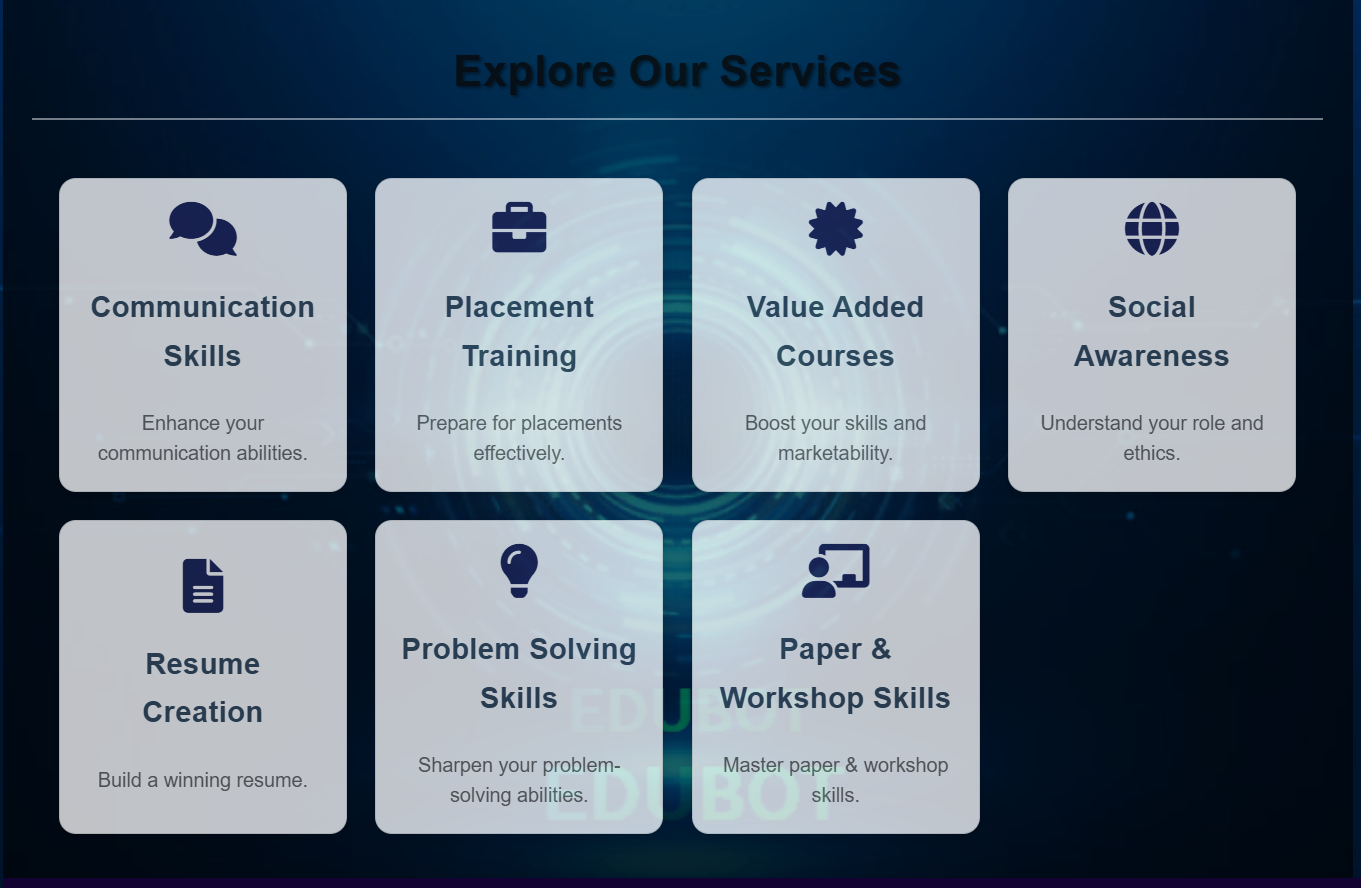 Explore Our Services
Communication
Skills
Enhance your
communication abilities.
Placement
Training
Prepare for placements
effectively.
Value Added
Courses
Boost your skills and
marketability.
Social
Awareness
Understand your role and
ethics.
Resume
Creation
Build a winning resume.
Problem Solving
Skills
Sharpen your problem-
solving abilities.
Paper &
Workshop Skills
Master paper & workshop
skills.
EDUBOT
EDUBOT